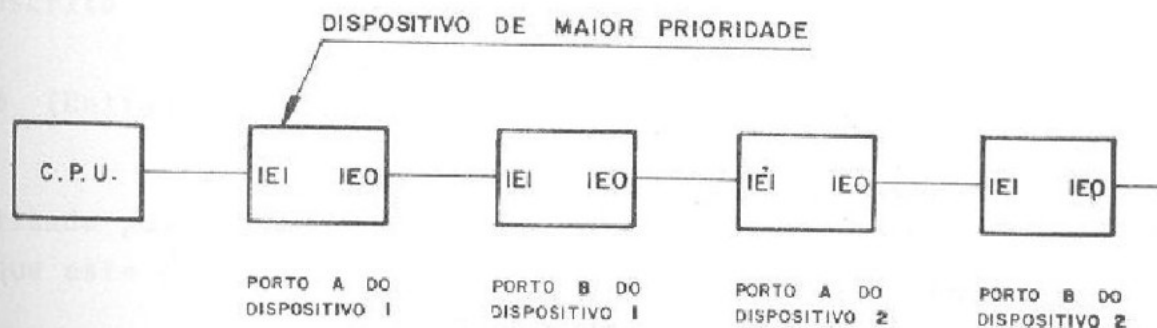 DISPOSITIVO DE MAIOR PRIORIDADE
C.P.U.
IEI IEO
IEI IEO
IEI IEO
IEI IEO
PORTO A DO
DISPOSITIVO 1
PORTO B DO
DISPOSITIVO 1
PORTO A DO
DISPOSITIVO 2
PORTO B DO
DISPOSITIVO 2